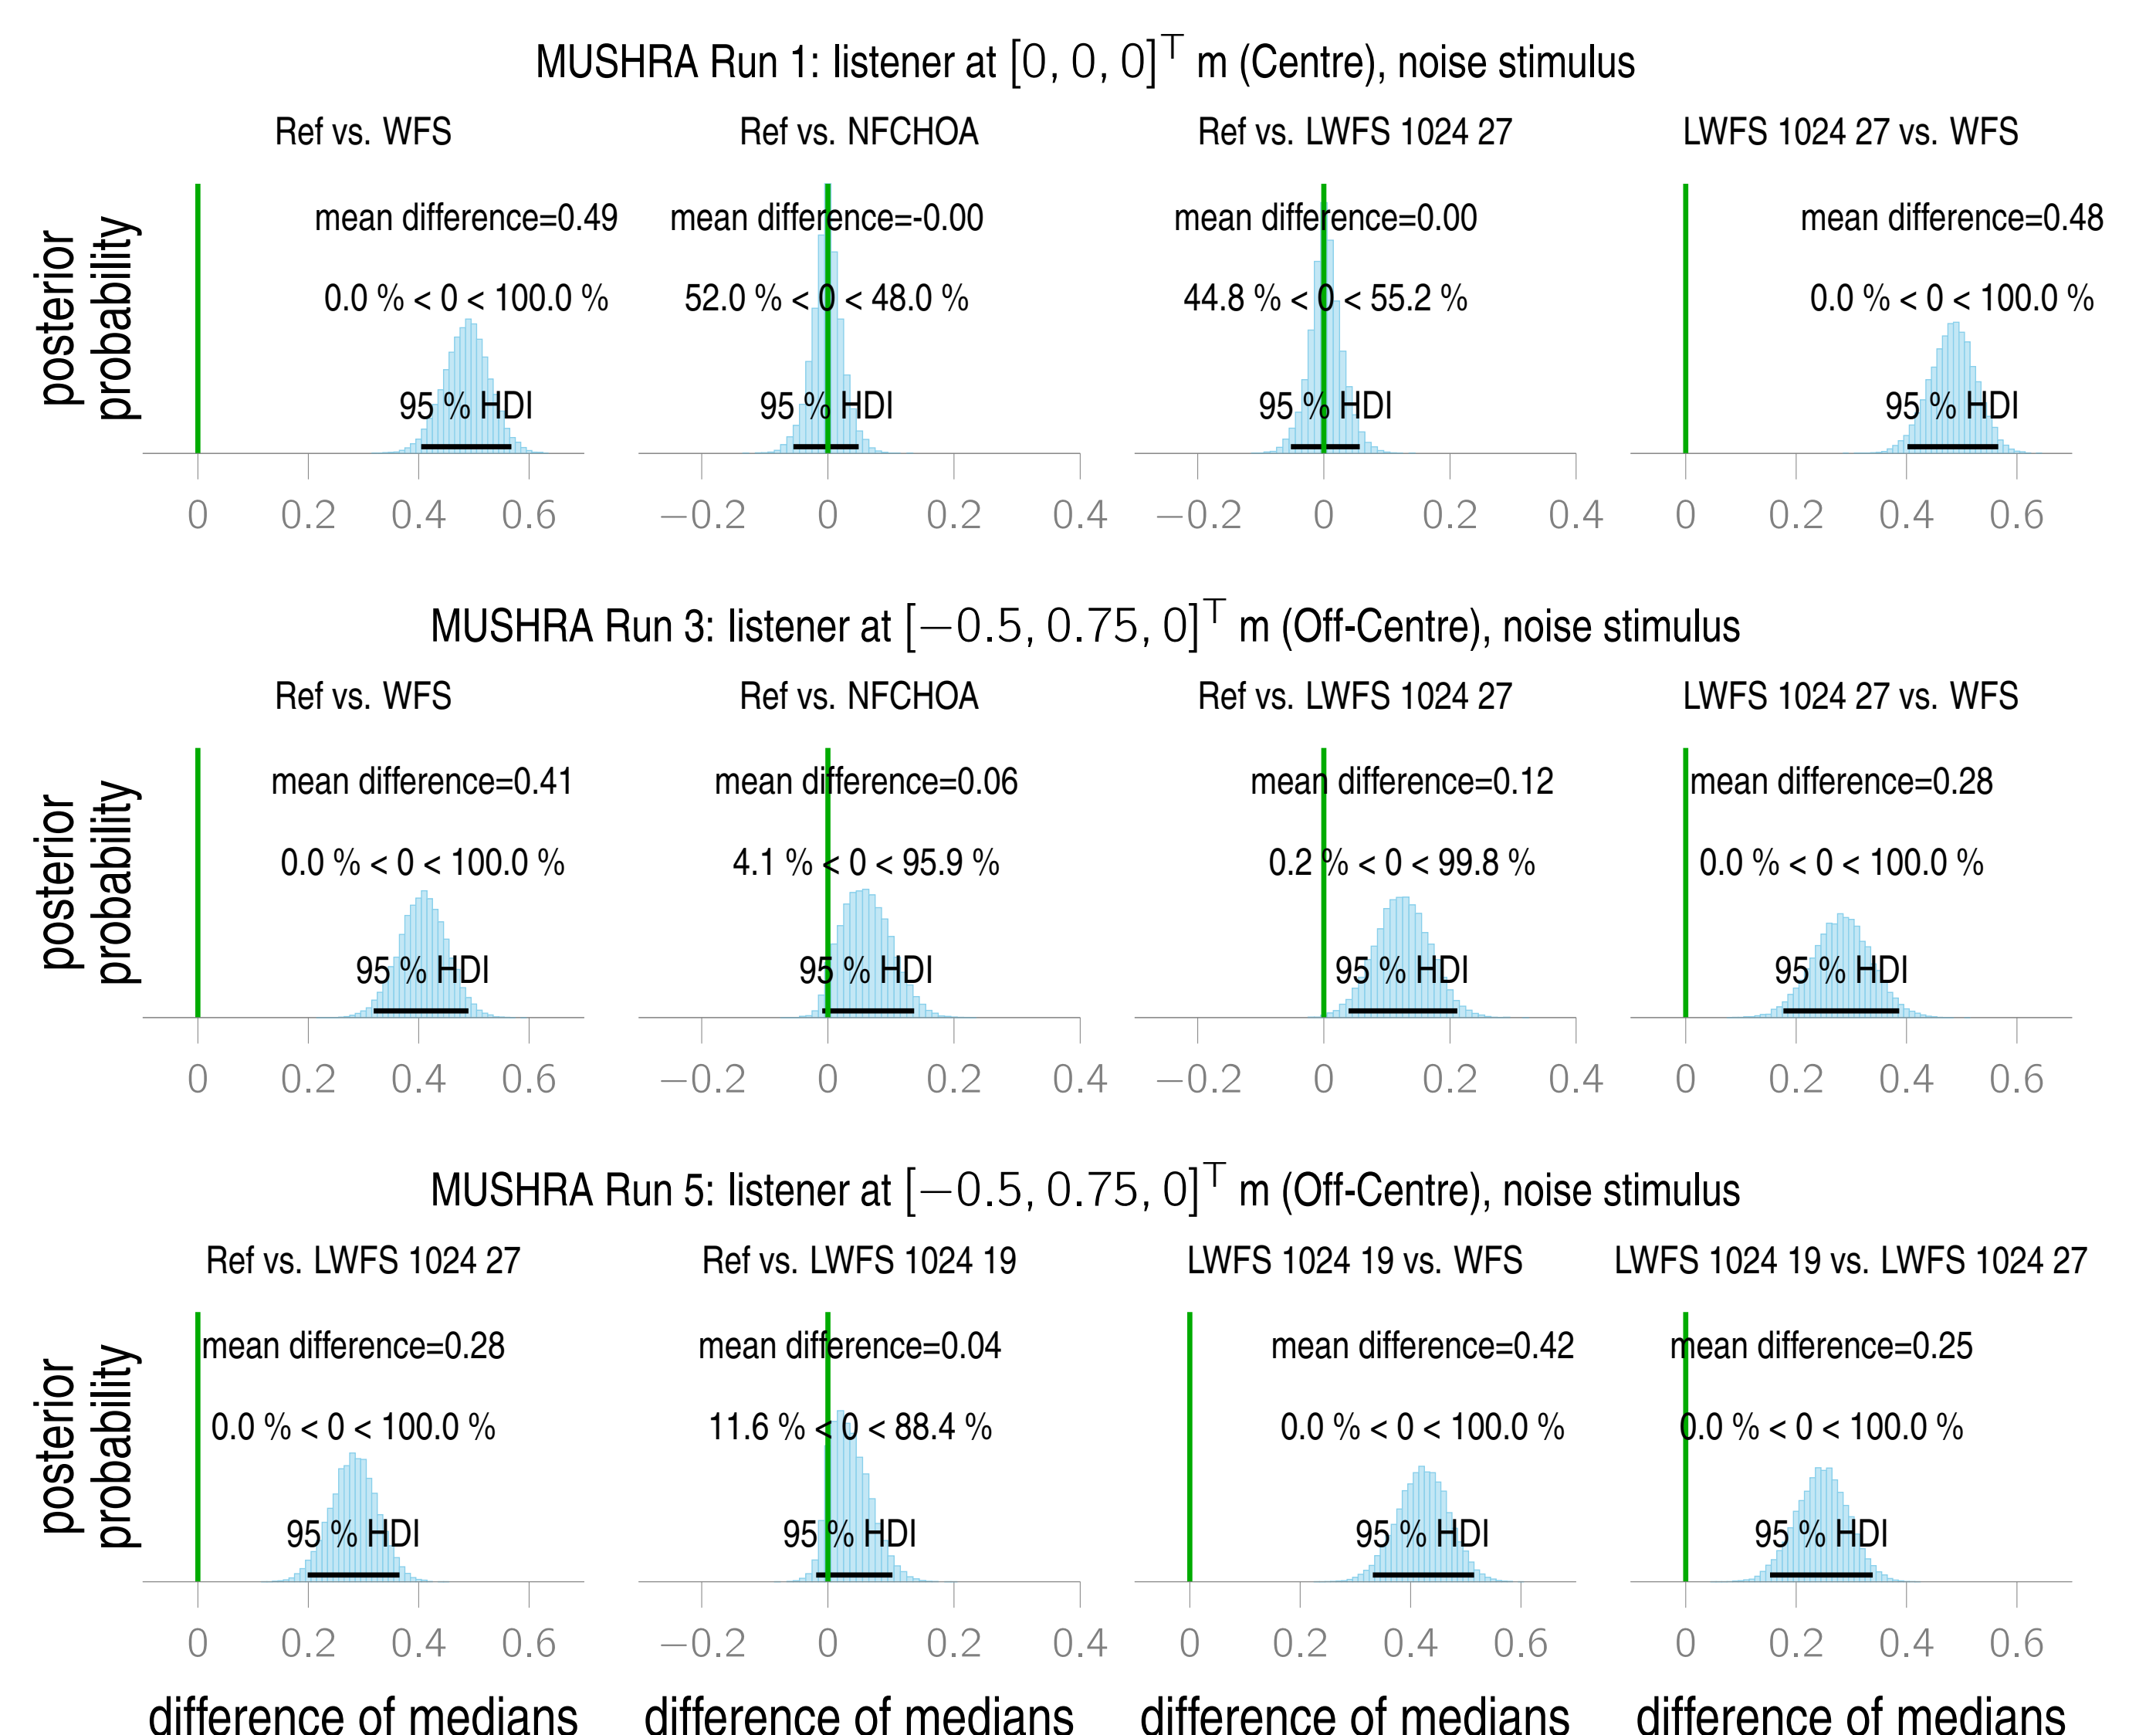 MUSHRA Run 1: listener at [0, 0, 0]⊤ m (Centre), noise stimulus
Ref vs. WFS
Ref vs. NFCHOA
Ref vs. LWFS 1024 27
LWFS 1024 27 vs. WFS
posterior
probability
mean difference=0.49
mean difference=-0.00
mean difference=0.00
mean difference=0.48
0.0 % < 0 < 100.0 %
52.0 % < 0 < 48.0 %
44.8 % < 0 < 55.2 %
0.0 % < 0 < 100.0 %
95 % HDI
95 % HDI
95 % HDI
95 % HDI
0 0.2 0.4 0.6
−0.2 0 0.2 0.4
−0.2 0 0.2 0.4
0 0.2 0.4 0.6
MUSHRA Run 3: listener at [−0.5, 0.75, 0]⊤ m (Off-Centre), noise stimulus
Ref vs. WFS
Ref vs. NFCHOA
Ref vs. LWFS 1024 27
LWFS 1024 27 vs. WFS
posterior
probability
mean difference=0.41
mean difference=0.06
mean difference=0.12
mean difference=0.28
0.0 % < 0 < 100.0 %
4.1 % < 0 < 95.9 %
0.2 % < 0 < 99.8 %
0.0 % < 0 < 100.0 %
95 % HDI
95 % HDI
95 % HDI
95 % HDI
0 0.2 0.4 0.6
−0.2 0 0.2 0.4
−0.2 0 0.2 0.4
0 0.2 0.4 0.6
MUSHRA Run 5: listener at [−0.5, 0.75, 0]⊤ m (Off-Centre), noise stimulus
Ref vs. LWFS 1024 27
Ref vs. LWFS 1024 19
LWFS 1024 19 vs. WFS
LWFS 1024 19 vs. LWFS 1024 27
posterior
probability
mean difference=0.28
mean difference=0.04
mean difference=0.42
mean difference=0.25
0.0 % < 0 < 100.0 %
11.6 % < 0 < 88.4 %
0.0 % < 0 < 100.0 %
0.0 % < 0 < 100.0 %
95 % HDI
95 % HDI
95 % HDI
95 % HDI
0 0.2 0.4 0.6
−0.2 0 0.2 0.4
0 0.2 0.4 0.6
0 0.2 0.4 0.6
difference of medians
difference of medians
difference of medians
difference of medians